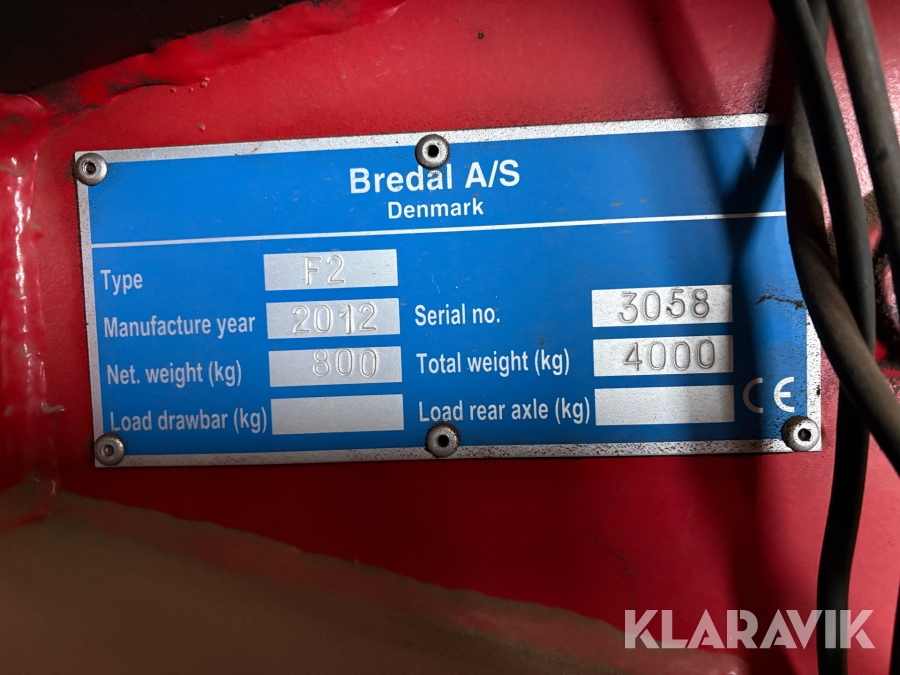 Bredal A/S
Denmark
Type F2
Manufacture year 2012 Serial no. 3058
Net. weight (kg) 800 Total weight (kg) 4000
Load drawbar (kg) Load rear axle (kg) CE
KLARAVIK